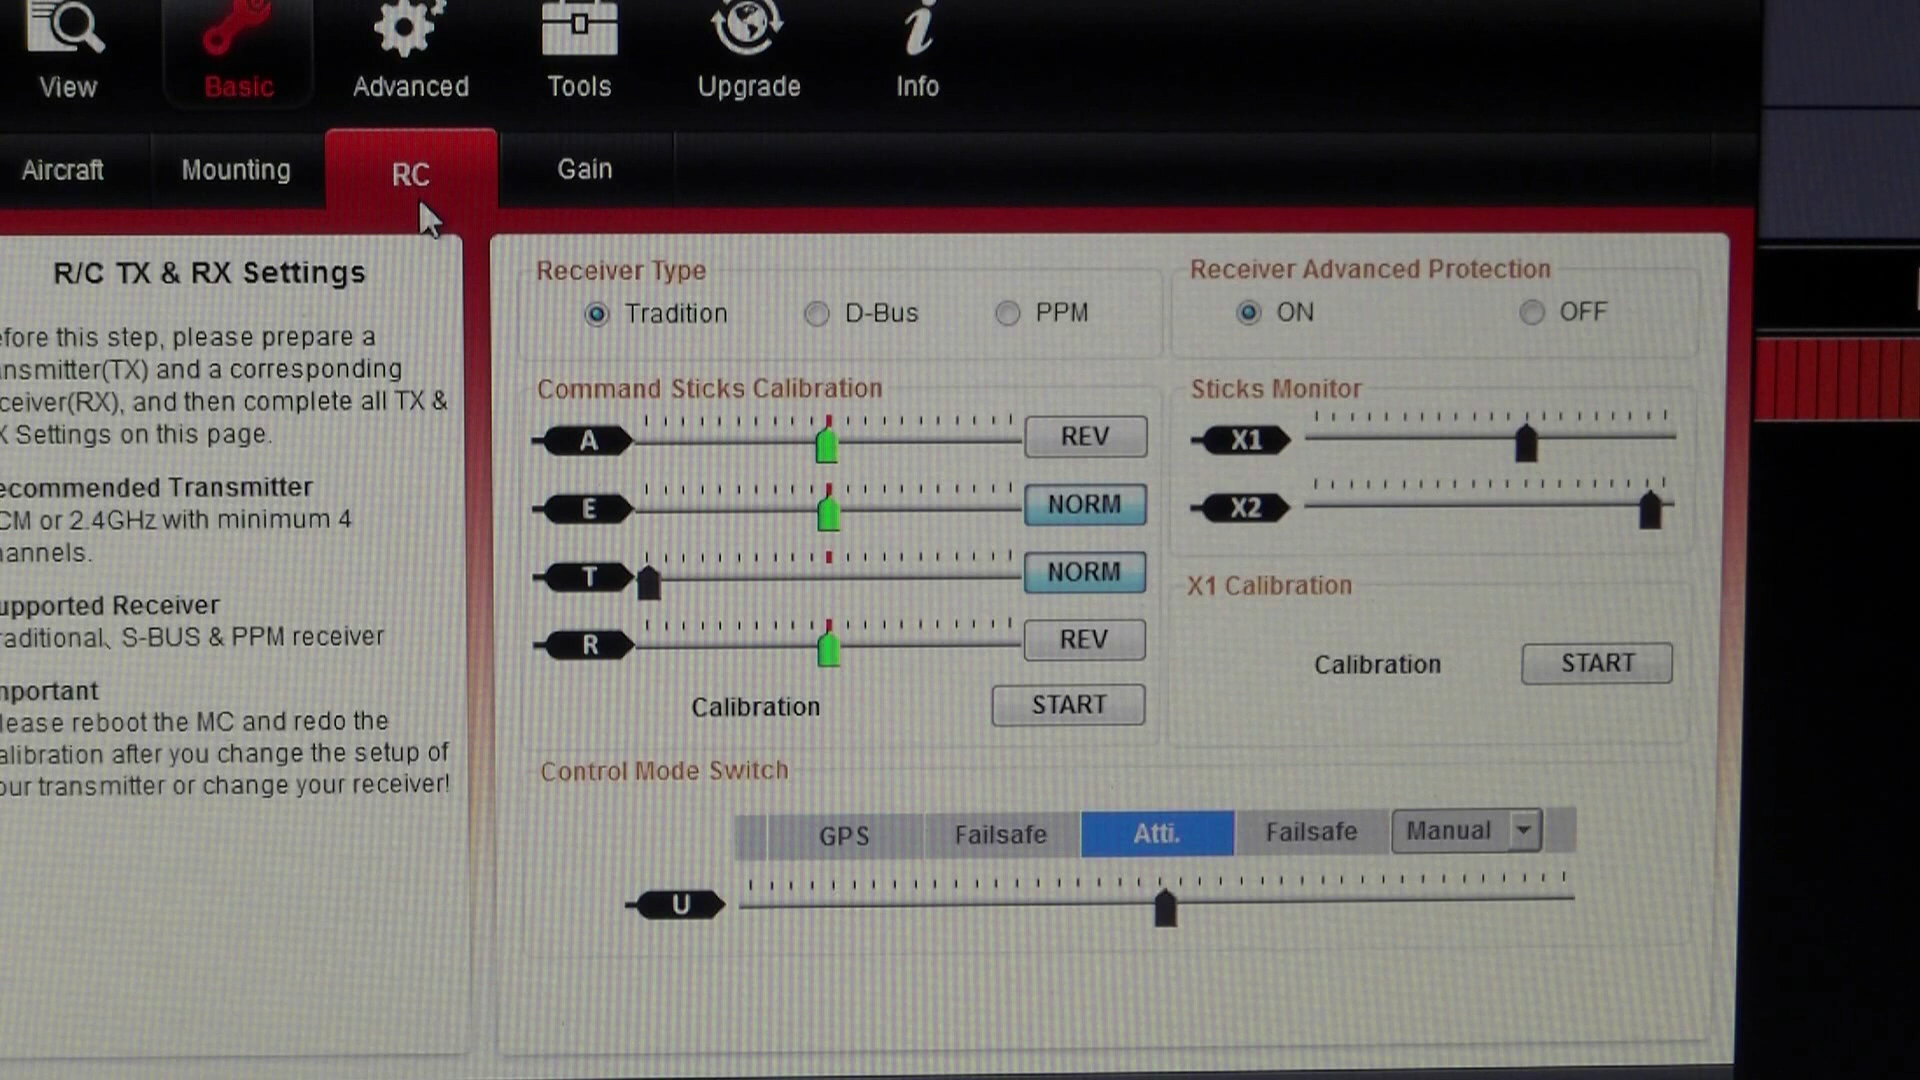 View Basic Advanced Tools Upgrade Info
Aircraft Mounting RC Gain
R/C TX & RX Settings
efore this step, please prepare a
ansmitter(TX) and a corresponding
ceiver(RX), and then complete all TX &
X Settings on this page.
ecommended Transmitter
CM or 2.4GHz with minimum 4
hannels.
upported Receiver
raditional、S-BUS & PPM receiver
mportant
lease reboot the MC and redo the
alibration after you change the setup of
our transmitter or change your receiver!
Receiver Type
Tradition D-Bus PPM
Receiver Advanced Protection
ON OFF
Command Sticks Calibration
A REV
E NORM
T NORM
R REV
Calibration START
Sticks Monitor
X1
X2
X1 Calibration
Calibration START
Control Mode Switch
GPS Failsafe Atti. Failsafe Manual
U